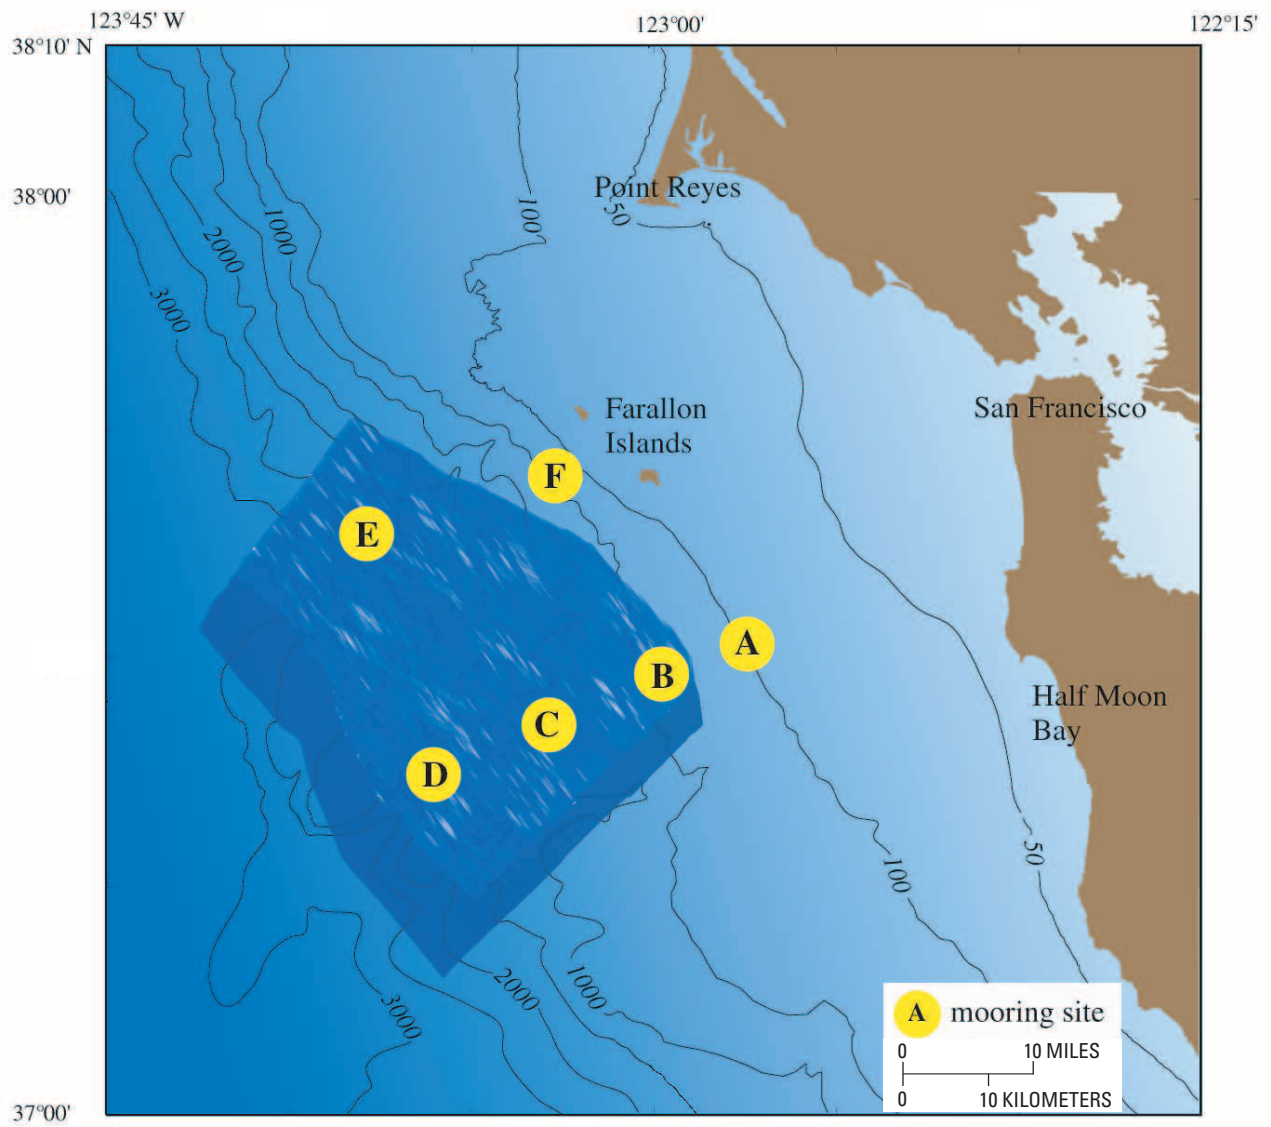 123°45' W
123°00'
122°15'
38°10' N
38°00'
Point Reyes
100
50
1000
2000
3000
Farallon
Islands
San Francisco
F
E
A
B
Half Moon
Bay
C
D
50
100
2000
1000
3000
A mooring site
0 10 MILES
0 10 KILOMETERS
37°00'